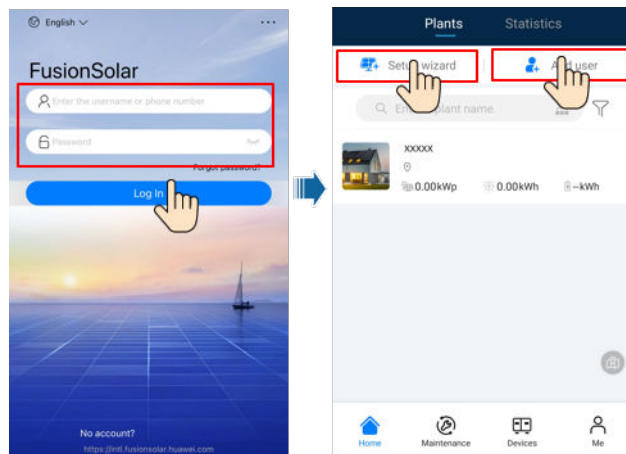 English
FusionSolar
Enter the username or phone number
Password
Forgot password?
Log In
No account?
https://intl.fusionsolar.huawei.com
Plants Statistics
Setup wizard
Add user
Enter plant name.
xxxxx
0.00kWp 0.00kWh --kWh
Home Maintenance Devices Me